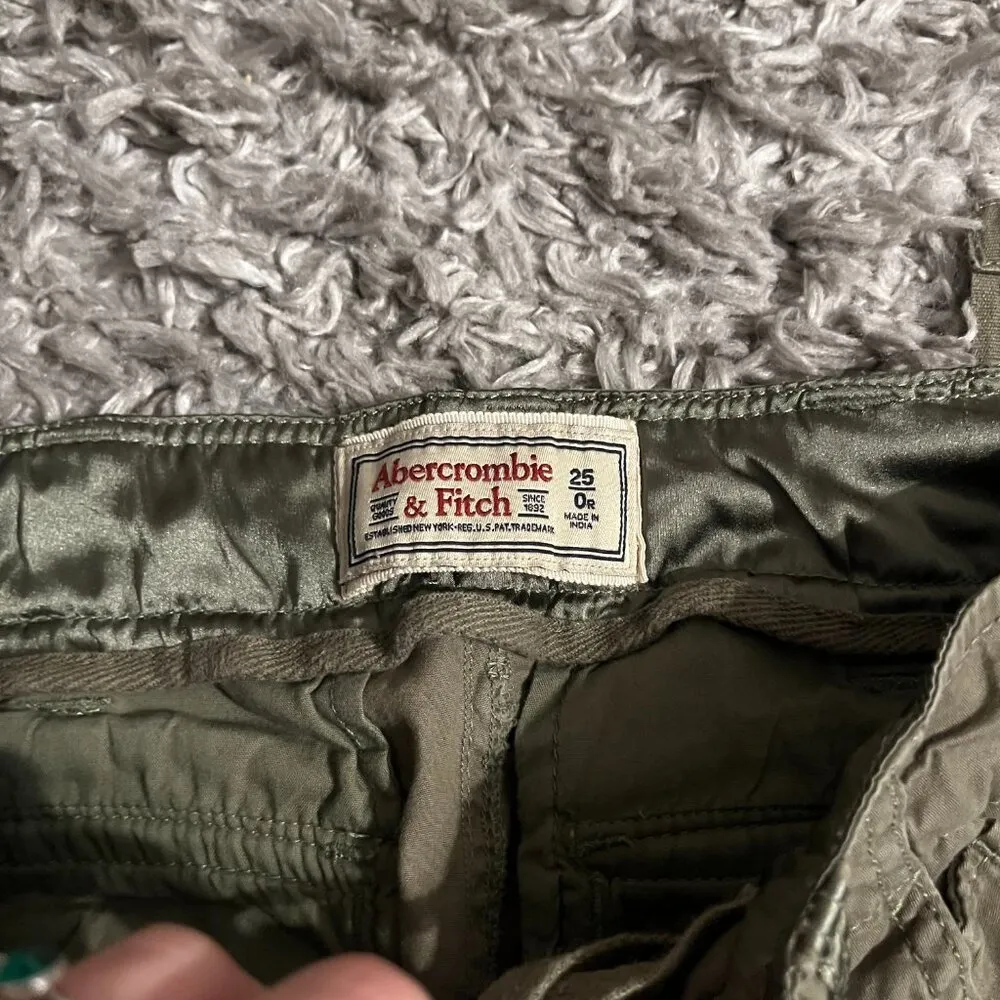 Abercrombie
& Fitch
QUALITY
GOODS
SINCE
1892
ESTABLISHED NEW YORK-REG.U.S.PAT.TRADEMARK
25
0R
MADE IN
INDIA